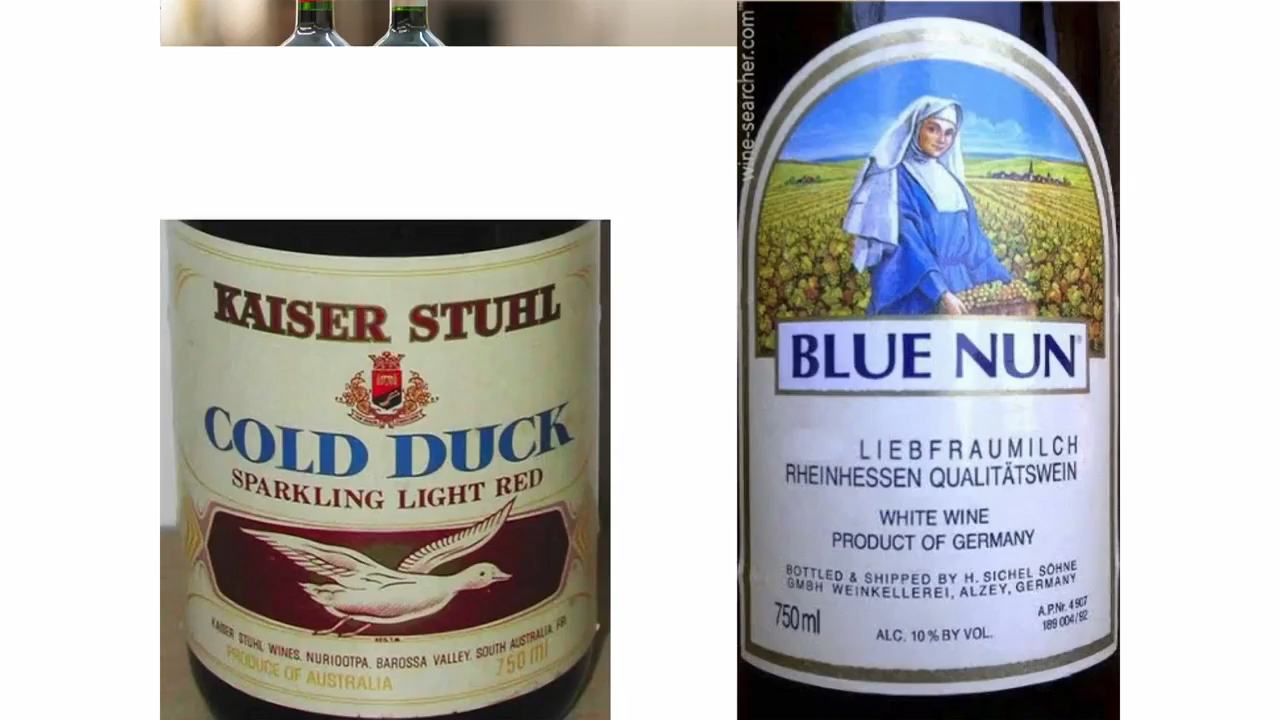 KAISER STUHL
COLD DUCK
SPARKLING LIGHT RED
KAISER STUHL WINES, NURIOOTPA, BAROSSA VALLEY, SOUTH AUSTRALIA,
750 ml
PRODUCE OF AUSTRALIA
wine-searcher.com
BLUE NUN
LIEBFRAUMILCH
RHEINHESSEN QUALITÄTSWEIN
WHITE WINE
PRODUCT OF GERMANY
BOTTLED & SHIPPED BY H. SICHEL SÖHNE
GMBH WEINKELLEREI, ALZEY, GERMANY
750 ml
ALC. 10 % BY VOL.
A.P.Nr. 4 907
189 004/92